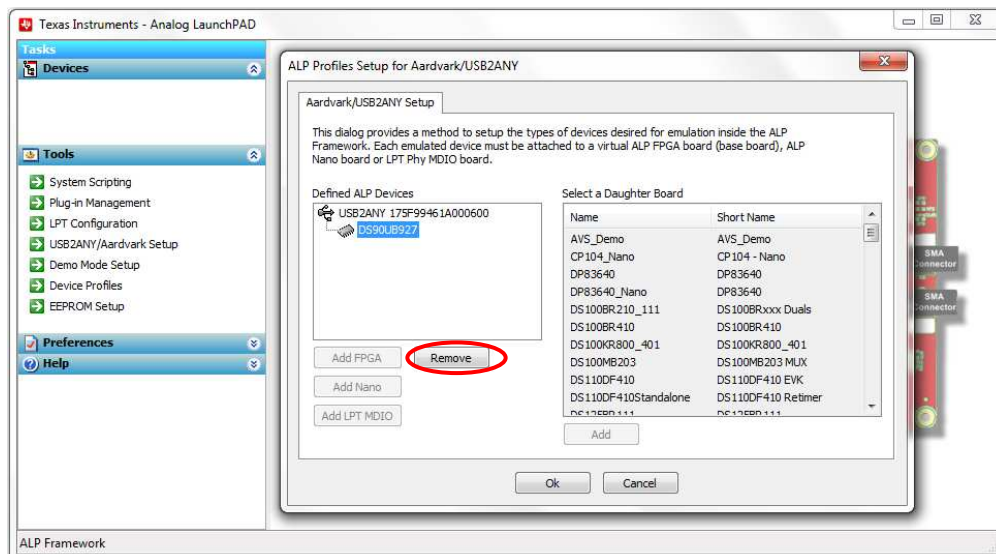 Texas Instruments - Analog LaunchPAD
Tasks
Devices
Tools
System Scripting
Plug-in Management
LPT Configuration
USB2ANY/Aardvark Setup
Demo Mode Setup
Device Profiles
EEPROM Setup
Preferences
Help
ALP Profiles Setup for Aardvark/USB2ANY
Aardvark/USB2ANY Setup
This dialog provides a method to setup the types of devices desired for emulation inside the ALP
Framework. Each emulated device must be attached to a virtual ALP FPGA board (base board), ALP
Nano board or LPT Phy MDIO board.
Defined ALP Devices
USB2ANY 175F99461A000600
DS90UB927
Add FPGA Remove
Add Nano
Add LPT MDIO
Select a Daughter Board
Name Short Name
AVS_Demo AVS_Demo
CP104_Nano CP104 - Nano
DP83640 DP83640
DP83640_Nano DP83640
DS100BR210_111 DS100BRxxx Duals
DS100BR410 DS100BR410
DS100KR800_401 DS100KR800_401
DS100MB203 DS100MB203 MUX
DS110DF410 DS110DF410 EVK
DS110DF410Standalone DS110DF410 Retimer
Add
Ok Cancel
SMA
Connector
SMA
Connector
ALP Framework